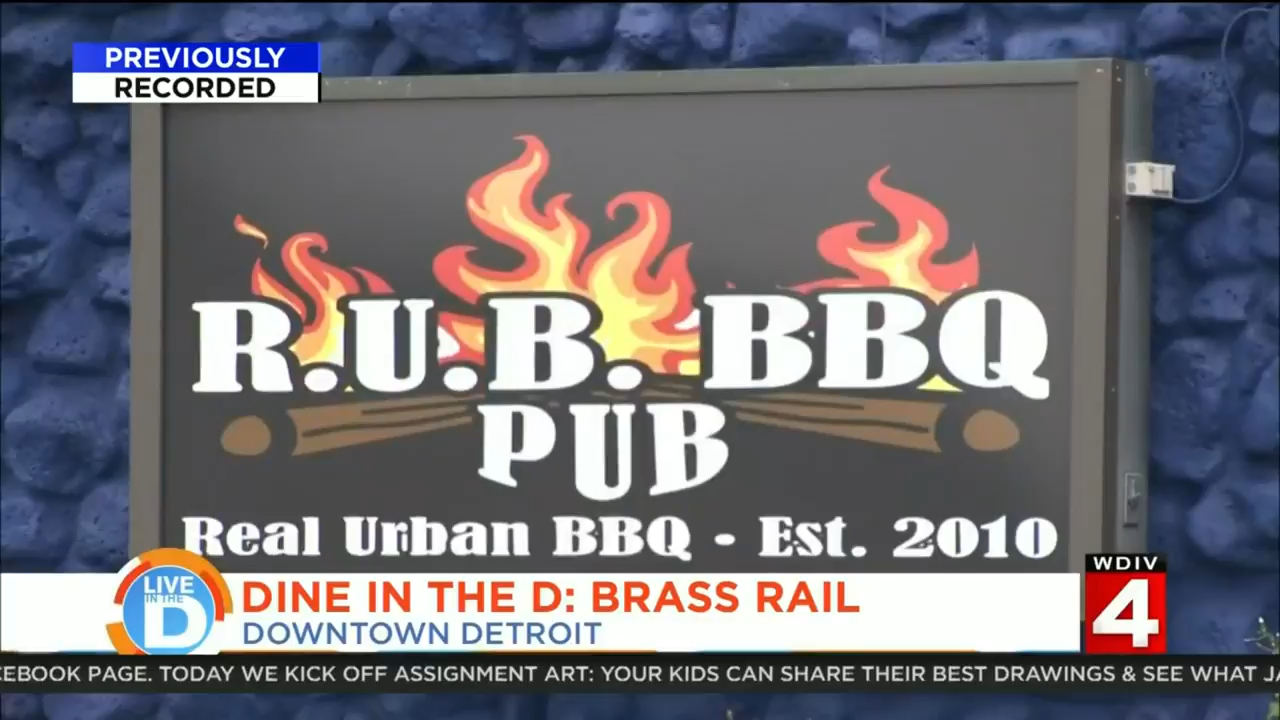 PREVIOUSLY
RECORDED
R.U.B. BBQ
PUB
Real Urban BBQ - Est. 2010
LIVE
IN THE
D
DINE IN THE D: BRASS RAIL
DOWNTOWN DETROIT
WDIV
4
CEBOOK PAGE. TODAY WE KICK OFF ASSIGNMENT ART: YOUR KIDS CAN SHARE THEIR BEST DRAWINGS & SEE WHAT JA